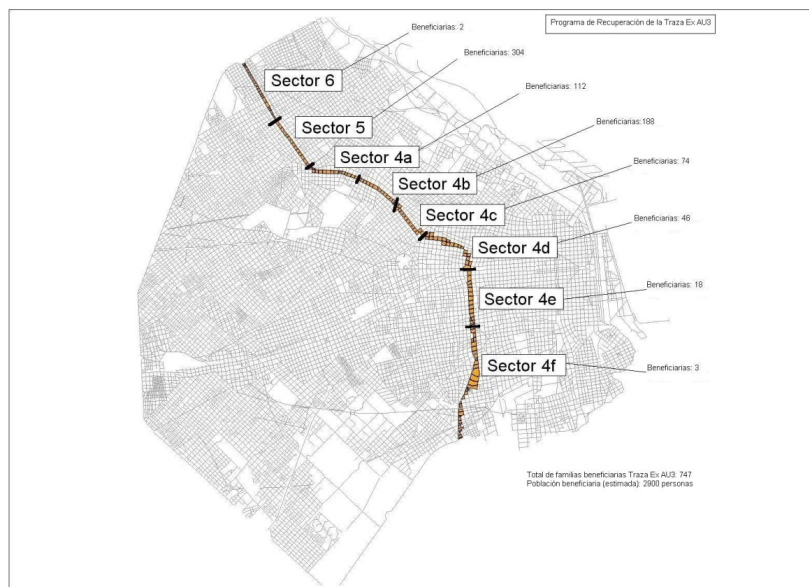 Programa de Recuperación de la Traza Ex AU3
Beneficiarias: 2
Sector 6
Beneficiarias: 304
Sector 5
Beneficiarias: 112
Sector 4a
Beneficiarias:188
Sector 4b
Beneficiarias: 74
Sector 4c
Beneficiarias: 46
Sector 4d
Beneficiarias: 18
Sector 4e
Beneficiarias: 3
Sector 4f
Total de familias beneficiarias Traza Ex AU3: 747
Población beneficiaria (estimada): 2900 personas